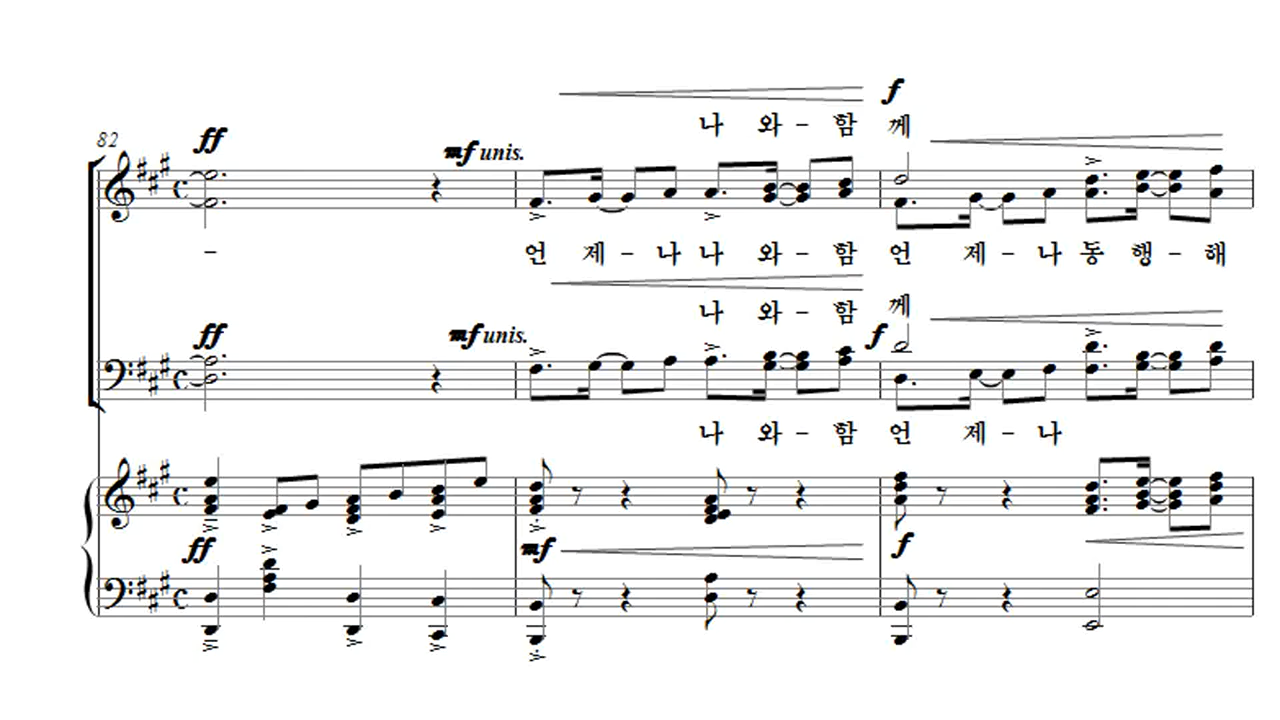 f
나 와 - 함 께
82 ff
mf unis.
-
언 제 - 나 나 와 - 함 언 제 - 나 동 행 - 해
나 와 - 함 께
ff mf unis. f
나 와 - 함 언 제 - 나
ff mf f